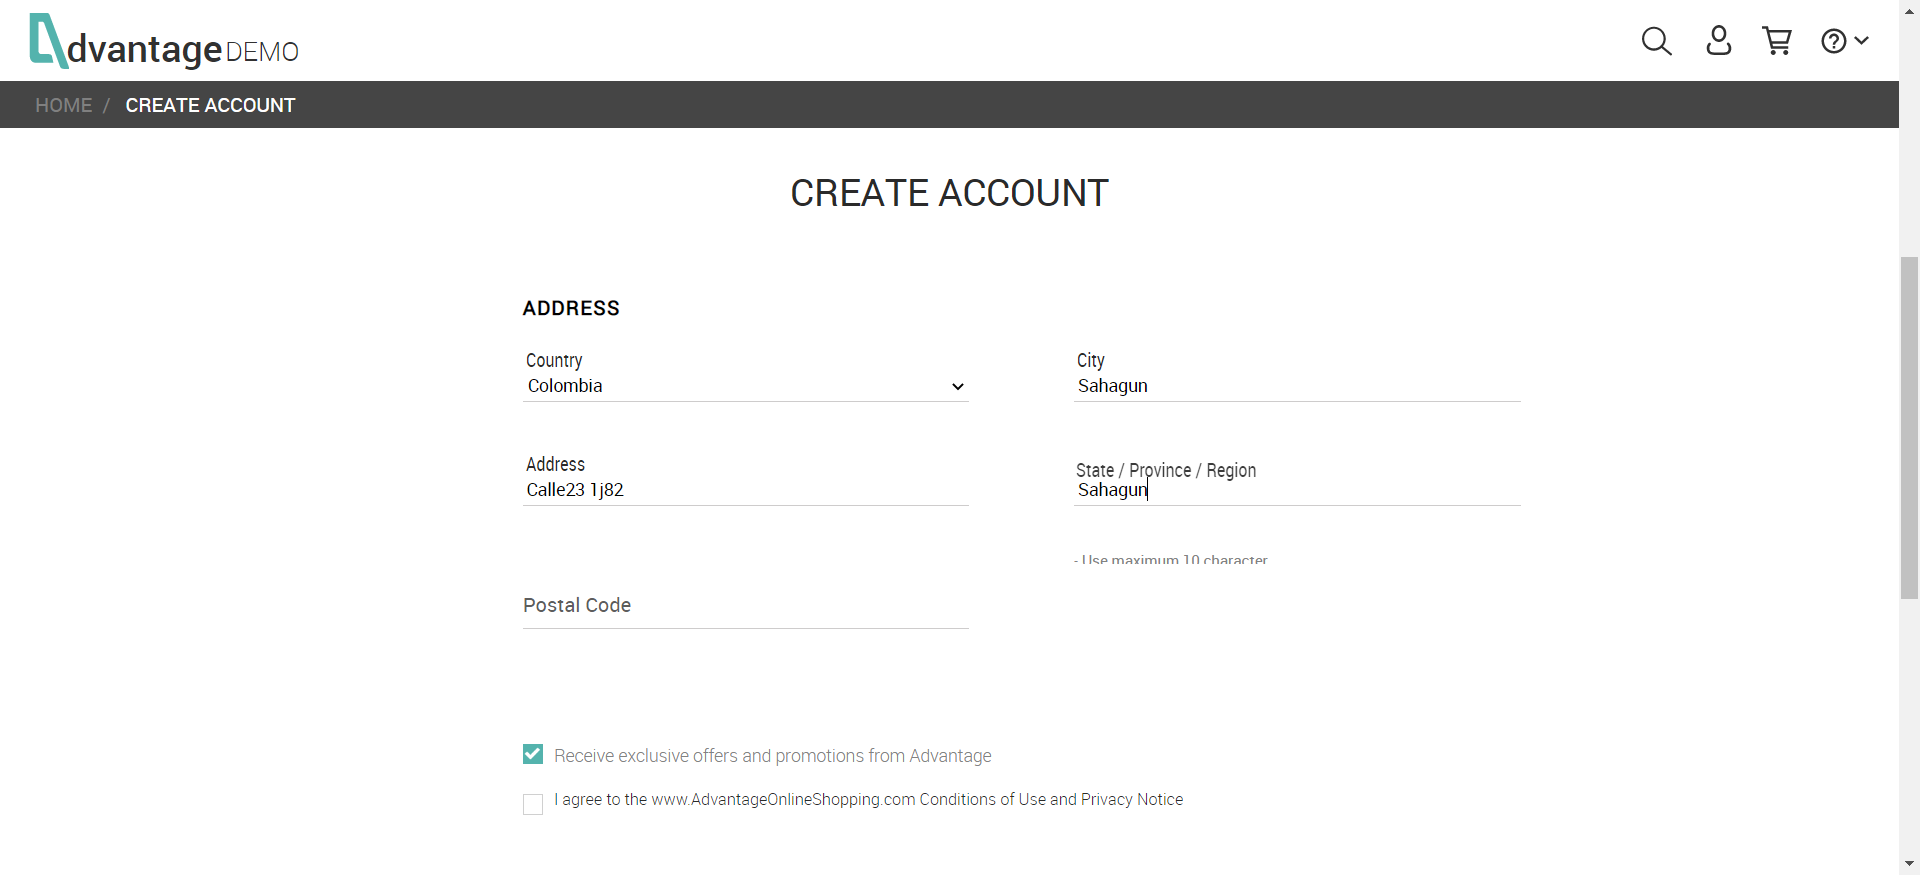 dvantage DEMO
HOME / CREATE ACCOUNT
CREATE ACCOUNT
ADDRESS
Country
Colombia
City
Sahagun
Address
Calle23 1j82
State / Province / Region
Sahagun
- Use maximum 10 character
Postal Code
Receive exclusive offers and promotions from Advantage
I agree to the www.AdvantageOnlineShopping.com Conditions of Use and Privacy Notice